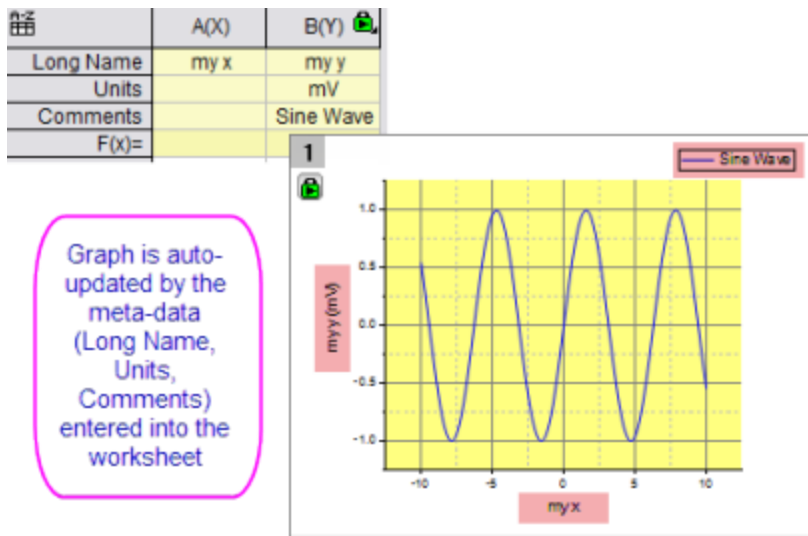 A-Z A(X) B(Y)
Long Name my x my y
Units mV
Comments Sine Wave
F(x)=
1
Sine Wave
1.0
0.5
my y (mV)
0.0
-0.5
-1.0
-10 -5 0 5 10
my x
Graph is auto-
updated by the
meta-data
(Long Name,
Units,
Comments)
entered into the
worksheet